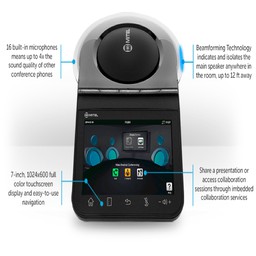 16 built-in microphones
means up to 4x the
sound quality of other
conference phones
Beamforming Technology
indicates and isolates the
main speaker anywhere in
the room, up to 12 ft away
MITEL
MITEL
7-inch, 1024x600 full
color touchscreen
display and easy-to-use
navigation
Share a presentation or
access collaboration
sessions through imbedded
collaboration services